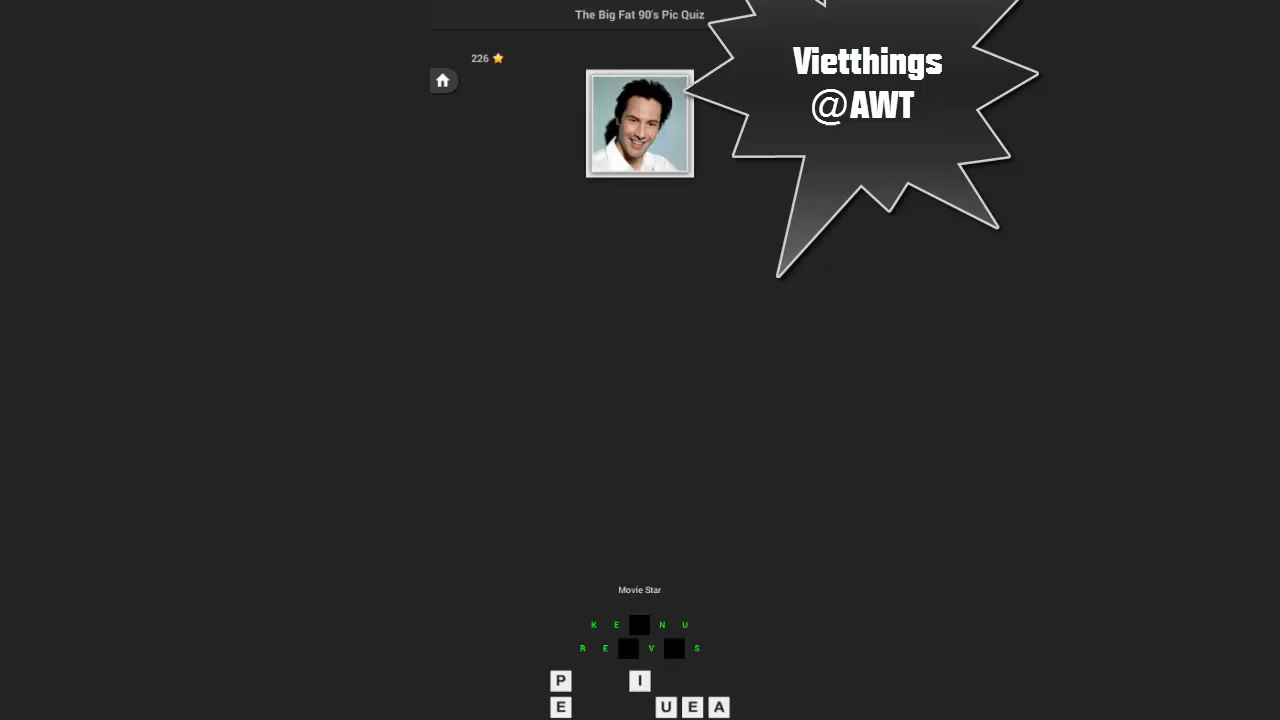 The Big Fat 90's Pic Quiz
226
Vietthings
@AWT
Movie Star
K E N U
R E V S
P I
E U E A